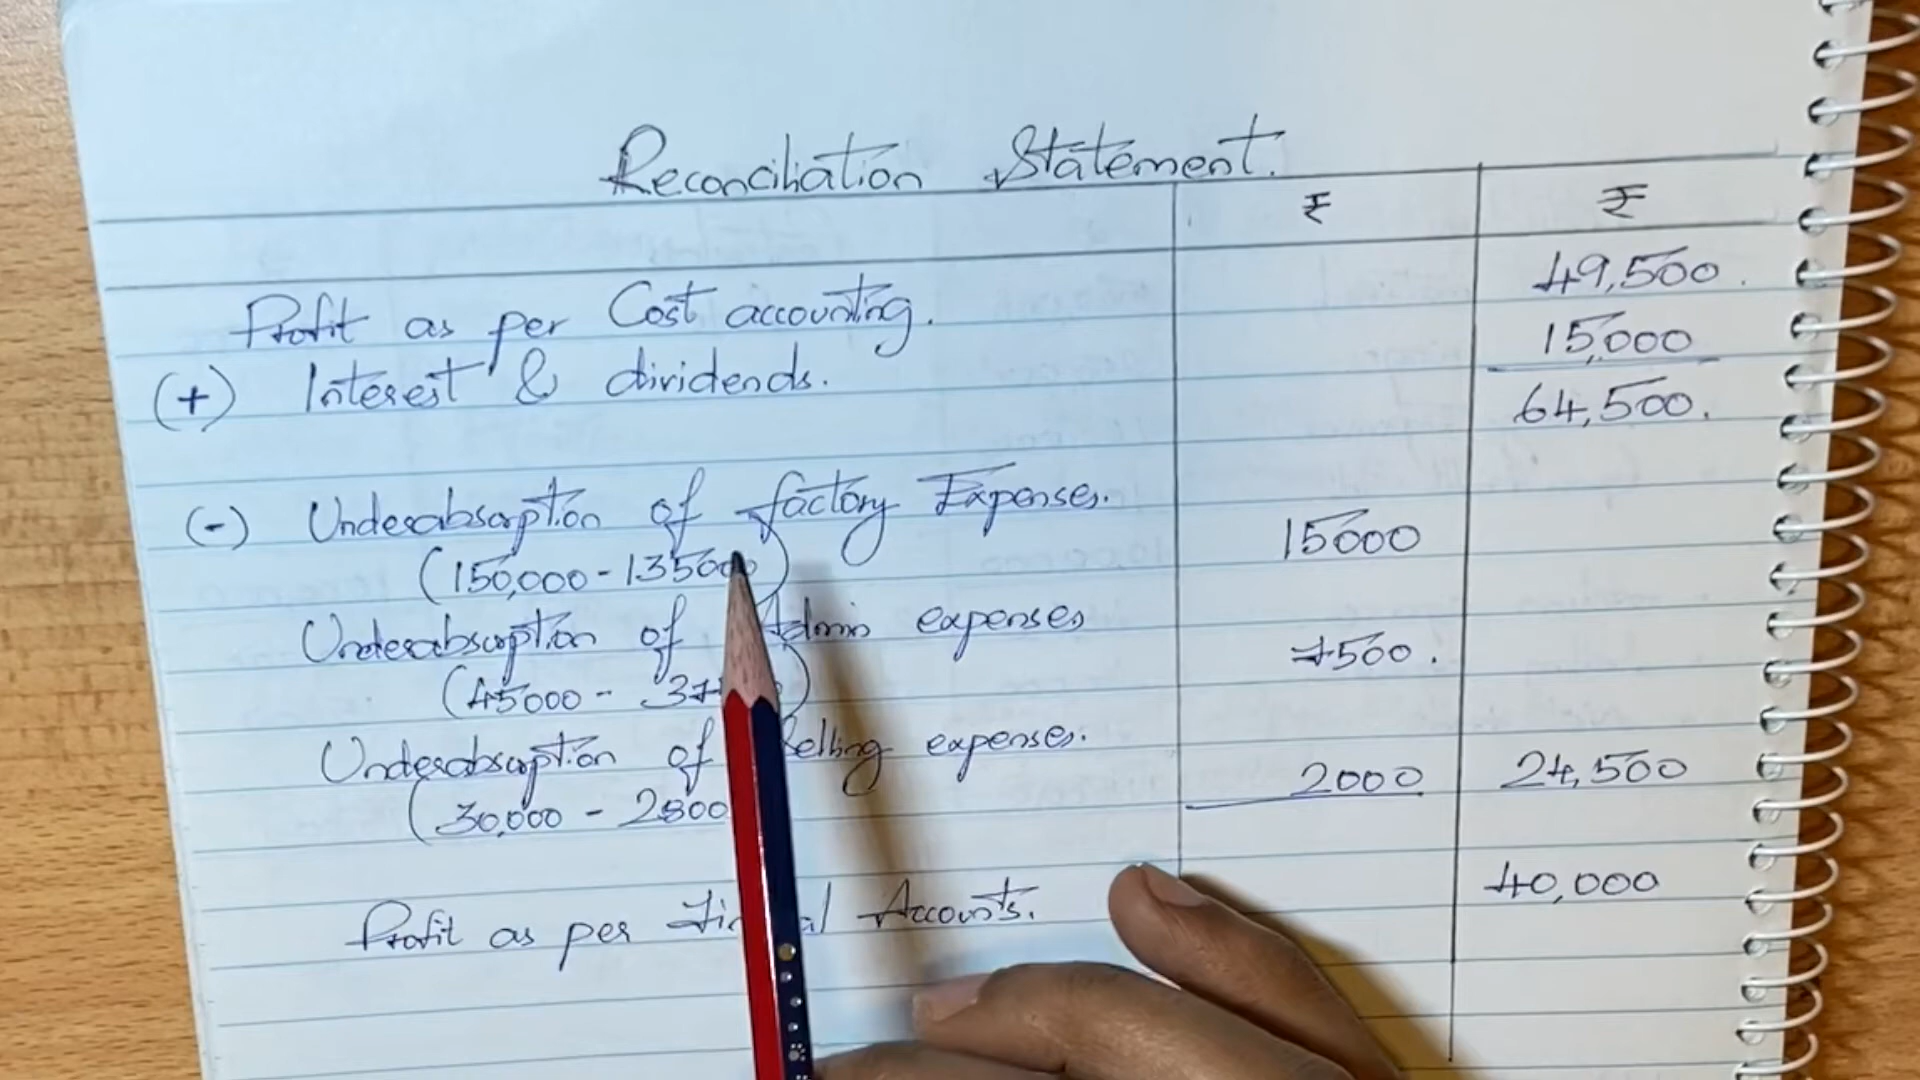 Reconciliation Statement.
₹ ₹
49,500.
Profit as per Cost accounting.
15,000
(+) Interest & dividends.
64,500.
(-) Underabsorption of factory Expenses.
15000
(150,000 - 135000)
Underabsorption of Admin expenses
7500.
(45000 - 37
Underabsorption of Selling expenses.
2000 24,500
(30,000 - 2800
40,000
Profit as per Accounts.